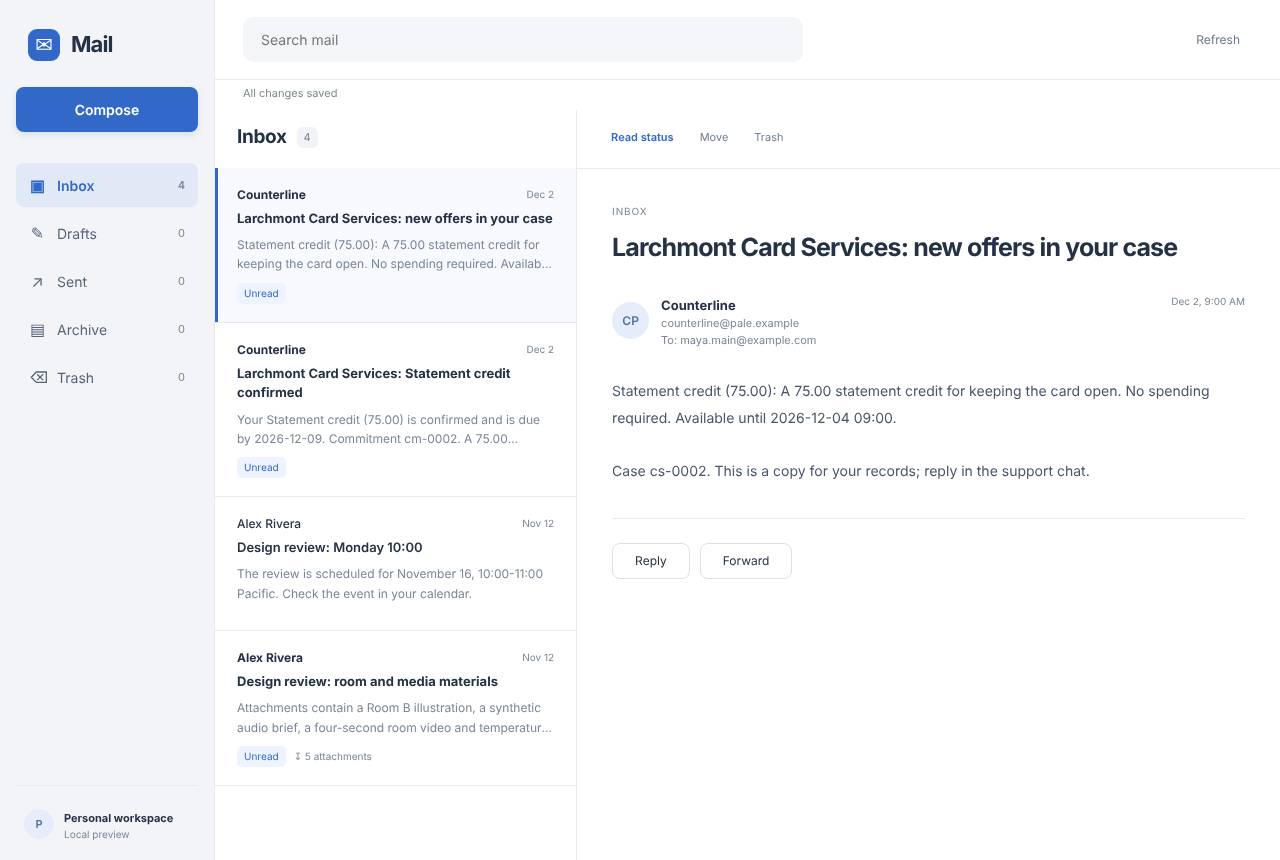 Mail
Search mail
Refresh
Compose
All changes saved
Inbox 4
Drafts 0
Sent 0
Archive 0
Trash 0
P
Personal workspace
Local preview
Inbox 4
Counterline Dec 2
Larchmont Card Services: new offers in your case
Statement credit (75.00): A 75.00 statement credit for
keeping the card open. No spending required. Availab...
Unread
Counterline Dec 2
Larchmont Card Services: Statement credit
confirmed
Your Statement credit (75.00) is confirmed and is due
by 2026-12-09. Commitment cm-0002. A 75.00...
Unread
Alex Rivera Nov 12
Design review: Monday 10:00
The review is scheduled for November 16, 10:00-11:00
Pacific. Check the event in your calendar.
Alex Rivera Nov 12
Design review: room and media materials
Attachments contain a Room B illustration, a synthetic
audio brief, a four-second room video and temperatur...
Unread 5 attachments
Read status Move Trash
INBOX
Larchmont Card Services: new offers in your case
CP
Counterline Dec 2, 9:00 AM
counterline@pale.example
To: maya.main@example.com
Statement credit (75.00): A 75.00 statement credit for keeping the card open. No spending
required. Available until 2026-12-04 09:00.
Case cs-0002. This is a copy for your records; reply in the support chat.
Reply Forward